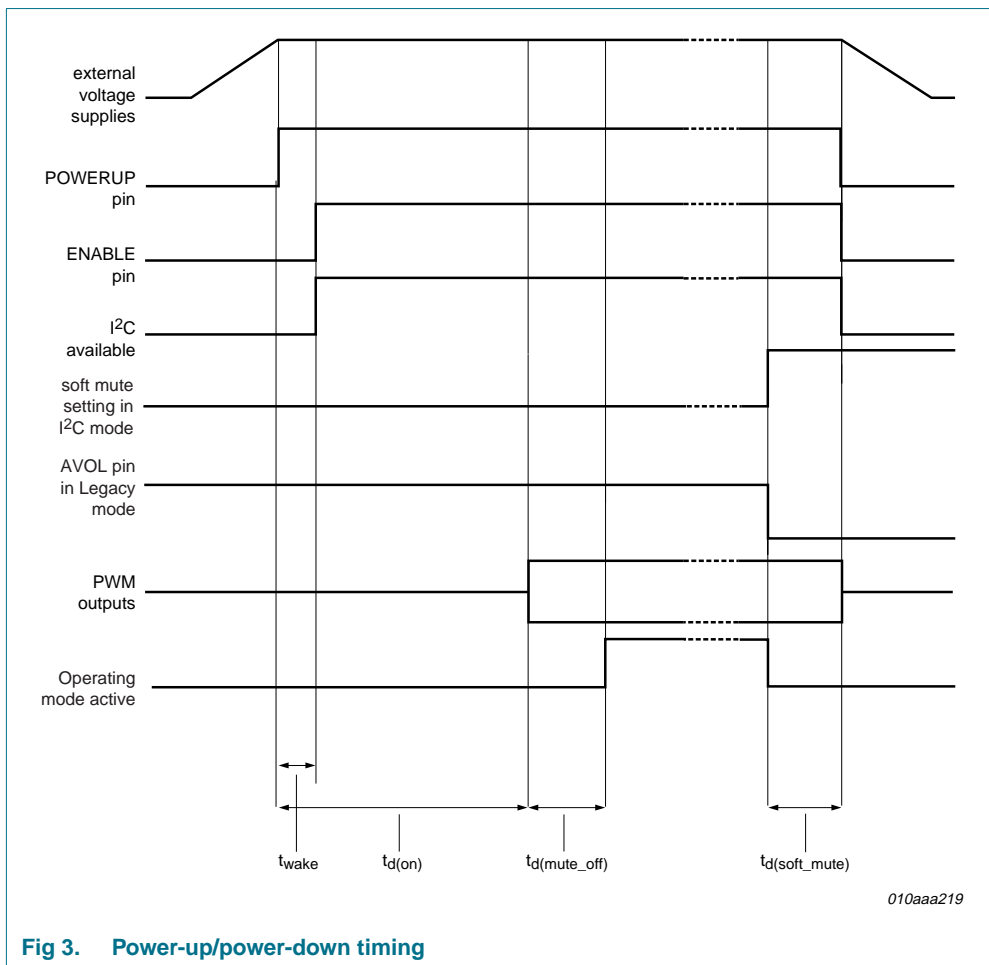 external
voltage
supplies
POWERUP
pin
ENABLE
pin
I2C
available
soft mute
setting in
I2C mode
AVOL pin
in Legacy
mode
PWM
outputs
Operating
mode active
twake
td(on)
td(mute_off)
td(soft_mute)
010aaa219
Fig 3. Power-up/power-down timing